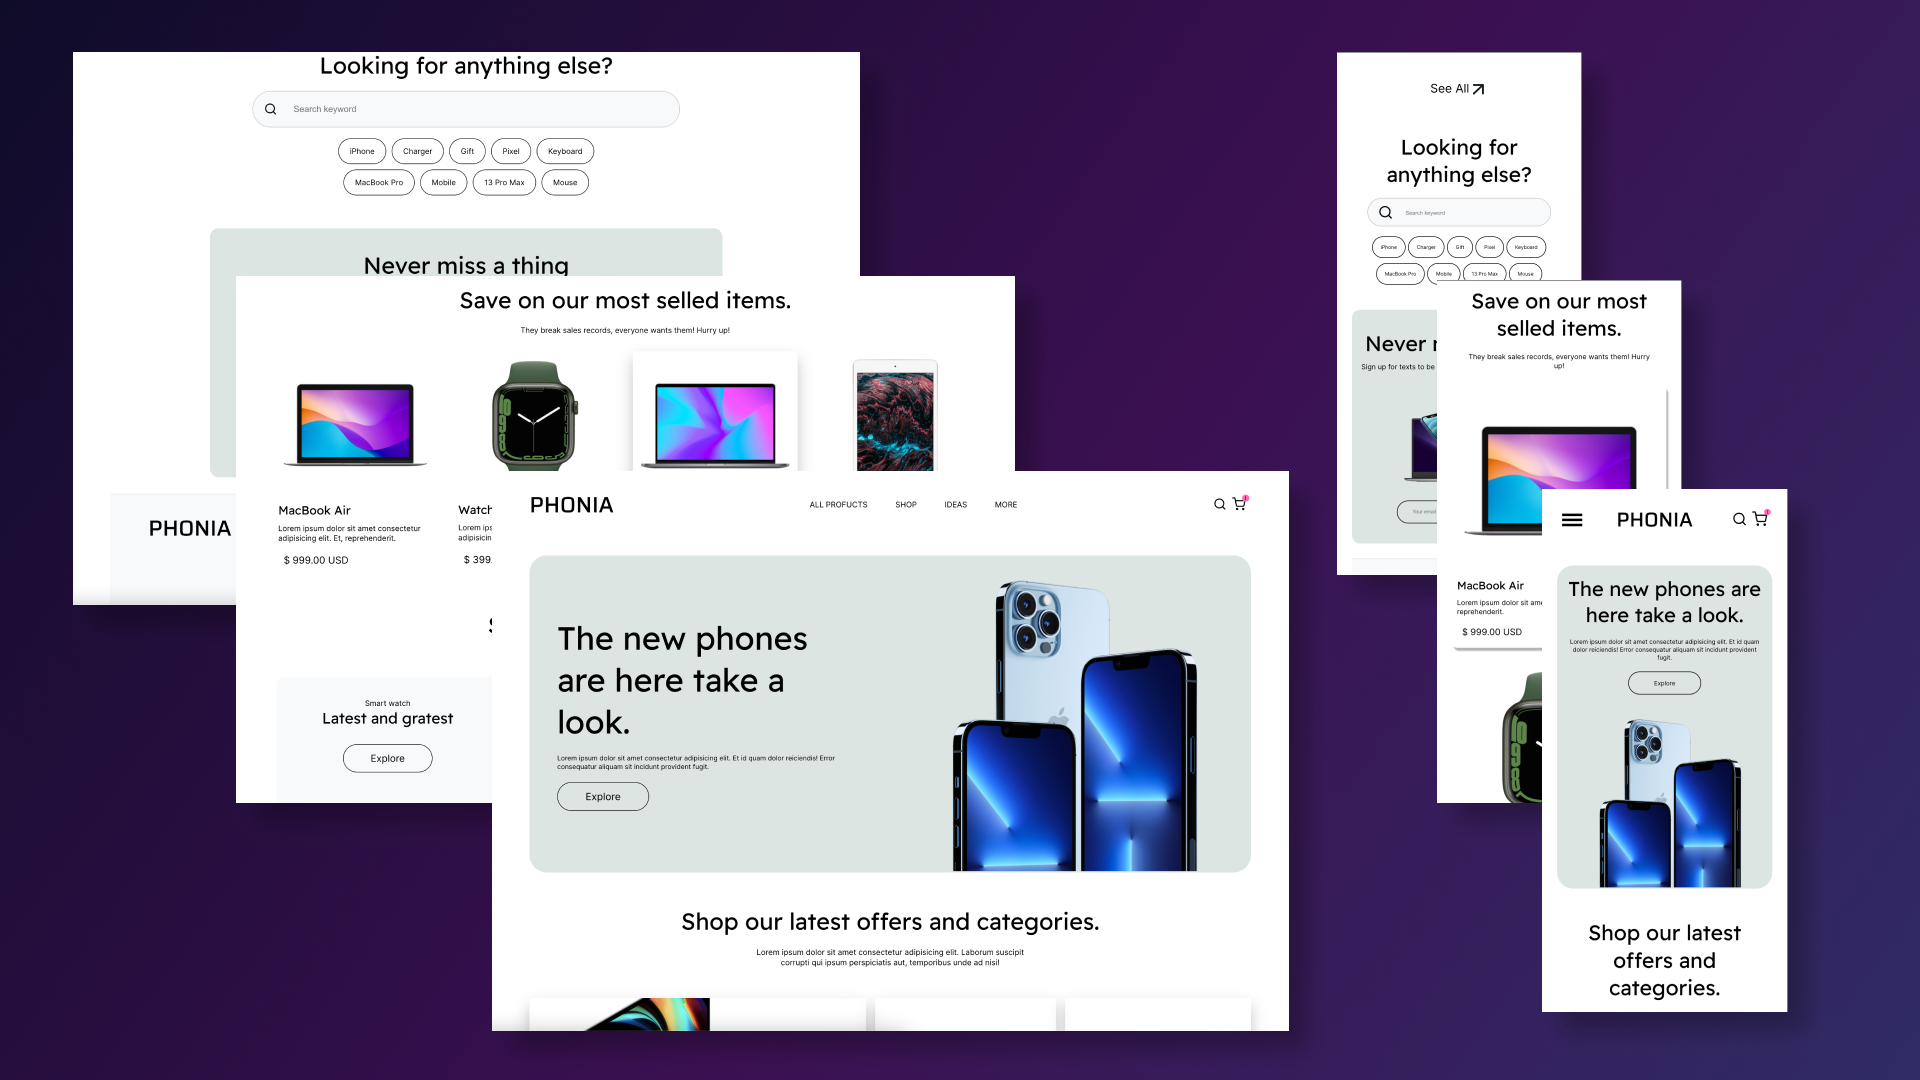 Looking for anything else?
Search keyword
iPhone
Charger
Gift
Pixel
Keyboard
MacBook Pro
Mobile
13 Pro Max
Mouse
Never miss a thing
PHONIA
Save on our most selled items.
They break sales records, everyone wants them! Hurry up!
MacBook Air
Lorem ipsum dolor sit amet consectetur
adipisicing elit. Et, reprehenderit.
$ 999.00 USD
Watch
Lorem ips
adipisicin
$ 399.
Smart watch
Latest and gratest
Explore
PHONIA
ALL PROFUCTS
SHOP
IDEAS
MORE
1
The new phones
are here take a
look.
Lorem ipsum dolor sit amet consectetur adipisicing elit. Et id quam dolor reiciendis! Error
consequatur aliquam sit incidunt provident fugit.
Explore
Shop our latest offers and categories.
Lorem ipsum dolor sit amet consectetur adipisicing elit. Laborum suscipit
corrupti qui ipsum perspiciatis aut, temporibus unde ad nisi!
See All
Looking for
anything else?
Search keyword
iPhone
Charger
Gift
Pixel
Keyboard
MacBook Pro
Mobile
13 Pro Max
Mouse
Never
Sign up for texts to be
Your email
Save on our most
selled items.
They break sales records, everyone wants them! Hurry
up!
MacBook Air
Lorem ipsum dolor sit ame
reprehenderit.
$ 999.00 USD
PHONIA
1
The new phones are
here take a look.
Lorem ipsum dolor sit amet consectetur adipisicing elit. Et id quam
dolor reiciendis! Error consequatur aliquam sit incidunt provident
fugit.
Explore
Shop our latest
offers and
categories.